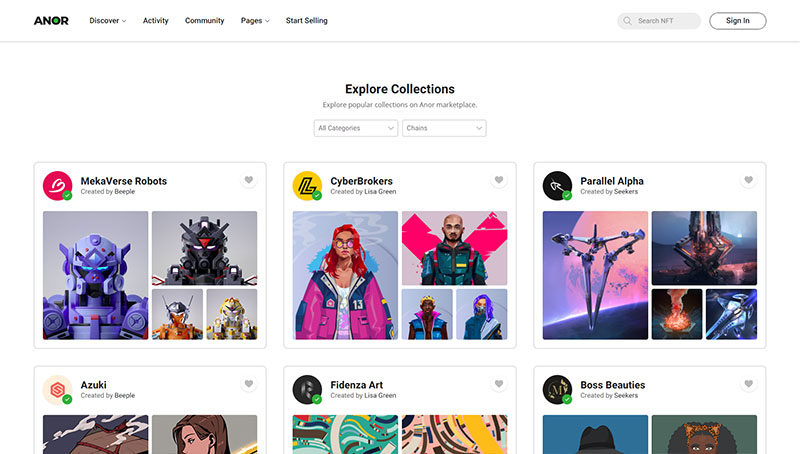 ANOR
Discover
Activity
Community
Pages
Start Selling
Search NFT
Sign In
Explore Collections
Explore popular collections on Anor marketplace.
All Categories
Chains
MekaVerse Robots
Created by Beeple
CyberBrokers
Created by Lisa Green
13
Parallel Alpha
Created by Seekers
Azuki
Created by Beeple
Fidenza Art
Created by Lisa Green
Boss Beauties
Created by Seekers